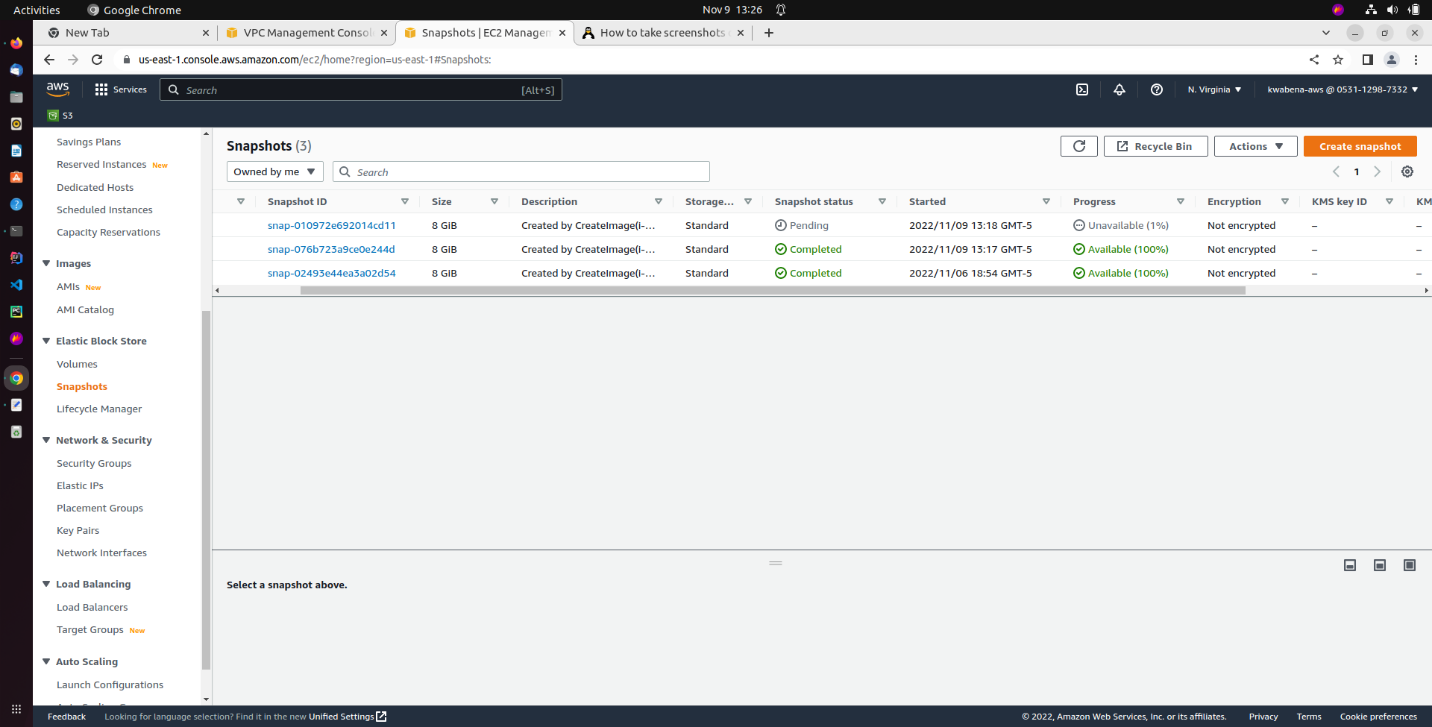 Activities Google Chrome Nov 9 13:26
New Tab VPC Management Consol Snapshots | EC2 Managem How to take screenshots
us-east-1.console.aws.amazon.com/ec2/home?region=us-east-1#Snapshots:
aws Services Search [Alt+S] N. Virginia ▼ kwabena-aws @ 0531-1298-7332 ▼
S3
Savings Plans
Reserved Instances New
Dedicated Hosts
Scheduled Instances
Capacity Reservations
Images
AMIs New
AMI Catalog
Elastic Block Store
Volumes
Snapshots
Lifecycle Manager
Network & Security
Security Groups
Elastic IPs
Placement Groups
Key Pairs
Network Interfaces
Load Balancing
Load Balancers
Target Groups New
Auto Scaling
Launch Configurations
Snapshots (3) Recycle Bin Actions ▼ Create snapshot
Owned by me ▼ Search 1
Snapshot ID Size Description Storage... Snapshot status Started Progress Encryption KMS key ID KM
snap-010972e692014cd11 8 GiB Created by CreateImage(i-... Standard Pending 2022/11/09 13:18 GMT-5 Unavailable (1%) Not encrypted – –
snap-076b723a9ce0e244d 8 GiB Created by CreateImage(i-... Standard Completed 2022/11/09 13:17 GMT-5 Available (100%) Not encrypted – –
snap-02493e44ea3a02d54 8 GiB Created by CreateImage(i-... Standard Completed 2022/11/06 18:54 GMT-5 Available (100%) Not encrypted – –
Select a snapshot above.
Feedback Looking for language selection? Find it in the new Unified Settings © 2022, Amazon Web Services, Inc. or its affiliates. Privacy Terms Cookie preferences